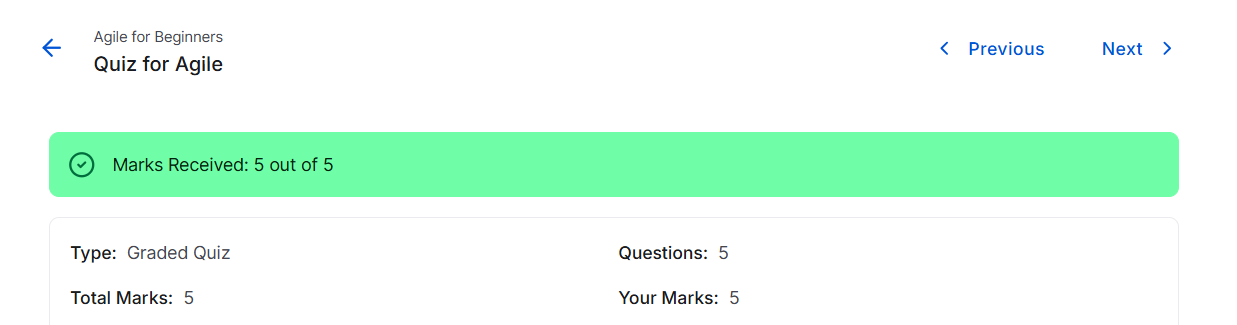 Agile for Beginners
Quiz for Agile
Previous
Next
Marks Received: 5 out of 5
Type: Graded Quiz
Questions: 5
Total Marks: 5
Your Marks: 5